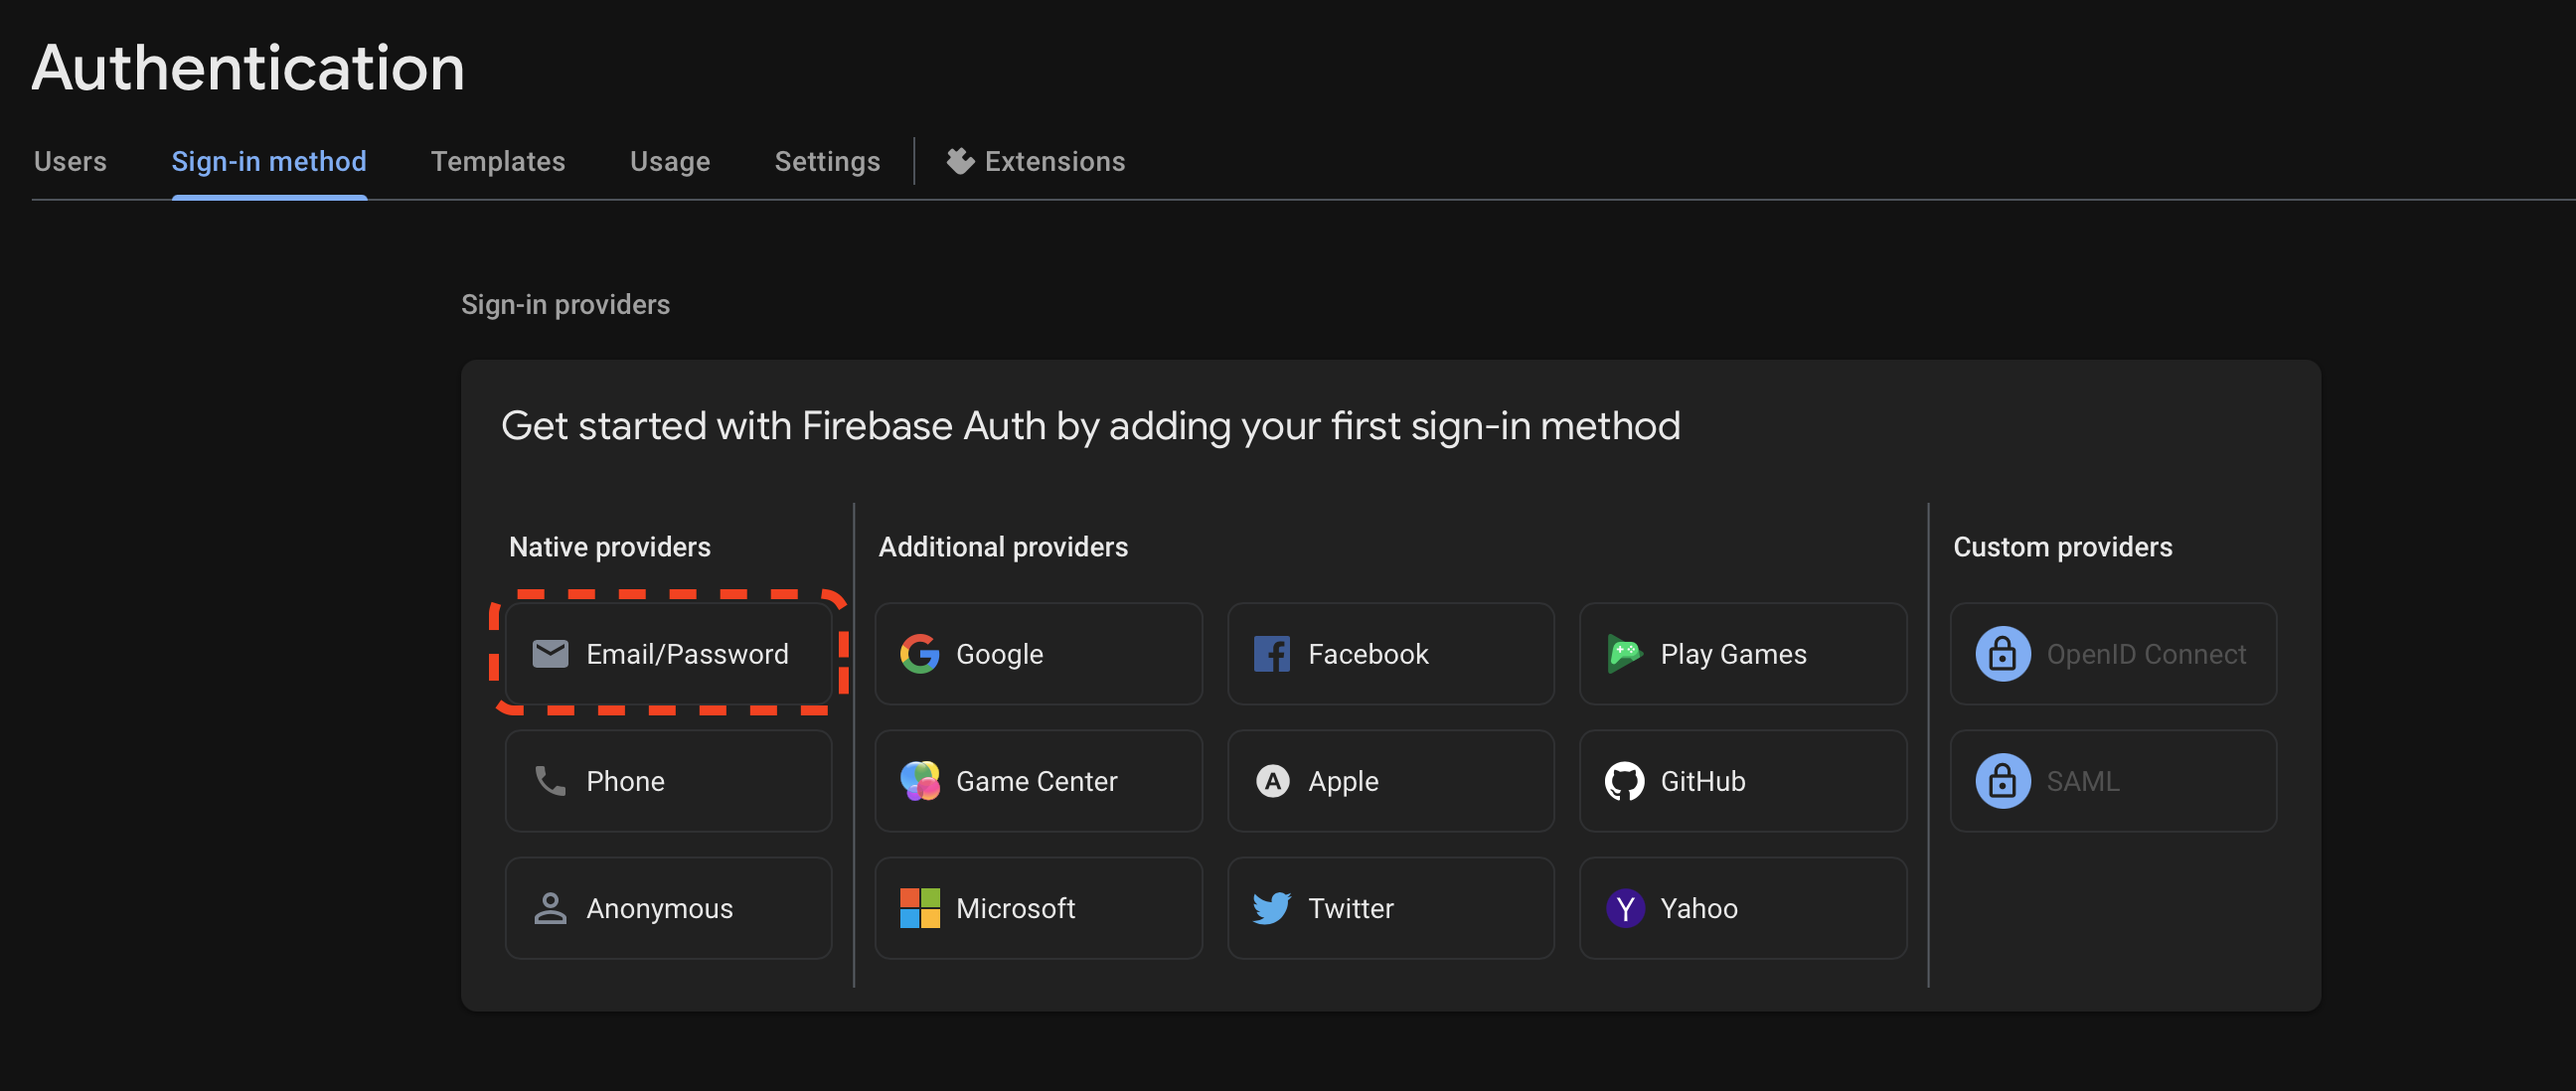 Authentication
Users Sign-in method Templates Usage Settings Extensions
Sign-in providers
Get started with Firebase Auth by adding your first sign-in method
Native providers Additional providers Custom providers
Email/Password Google Facebook Play Games OpenID Connect
Phone Game Center Apple GitHub SAML
Anonymous Microsoft Twitter Yahoo